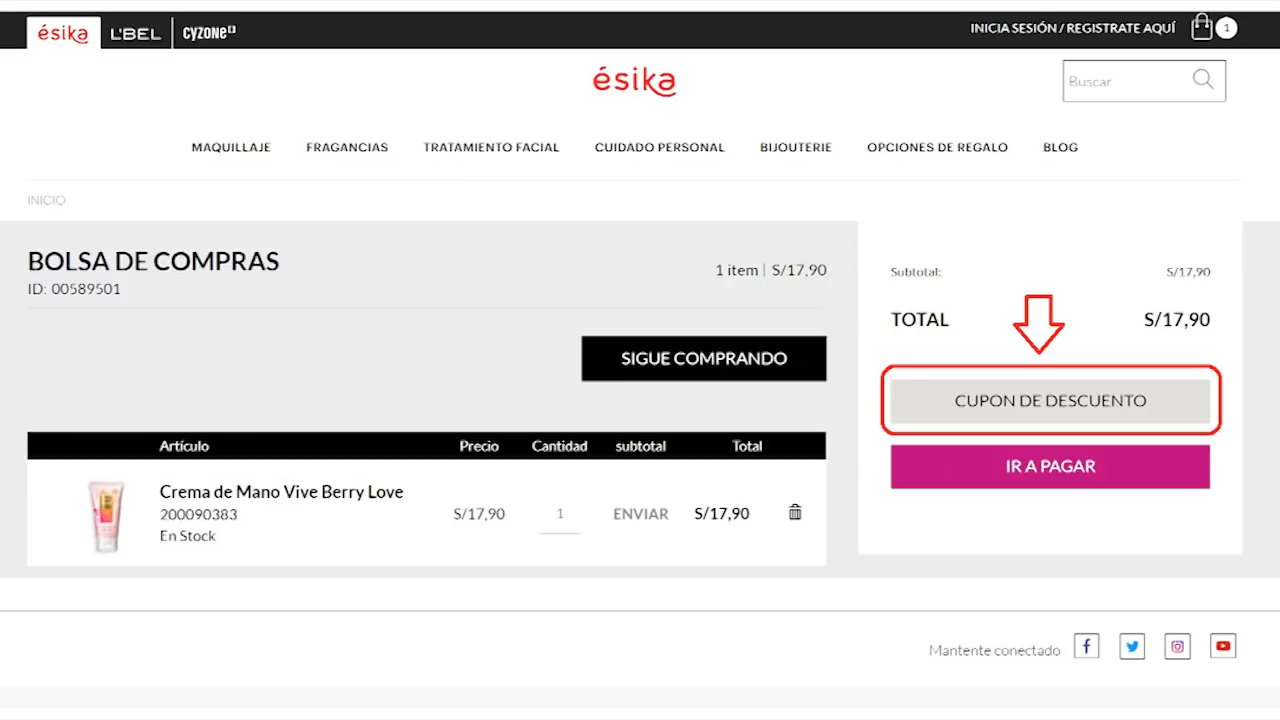 ésika L'BEL CYZONE
INICIA SESIÓN / REGISTRATE AQUÍ 1
ésika
Buscar
MAQUILLAJE FRAGANCIAS TRATAMIENTO FACIAL CUIDADO PERSONAL BIJOUTERIE OPCIONES DE REGALO BLOG
INICIO
BOLSA DE COMPRAS
ID: 00589501
1 item | S/17,90
SIGUE COMPRANDO
Artículo Precio Cantidad subtotal Total
Crema de Mano Vive Berry Love
200090383
En Stock
S/17,90 1 ENVIAR S/17,90
Subtotal: S/17,90
TOTAL S/17,90
CUPON DE DESCUENTO
IR A PAGAR
Mantente conectado